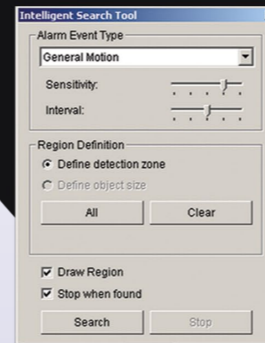 Intelligent Search Tool
Alarm Event Type
General Motion
Sensitivity:
Interval:
Region Definition
Define detection zone
Define object size
All Clear
Draw Region
Stop when found
Search Stop